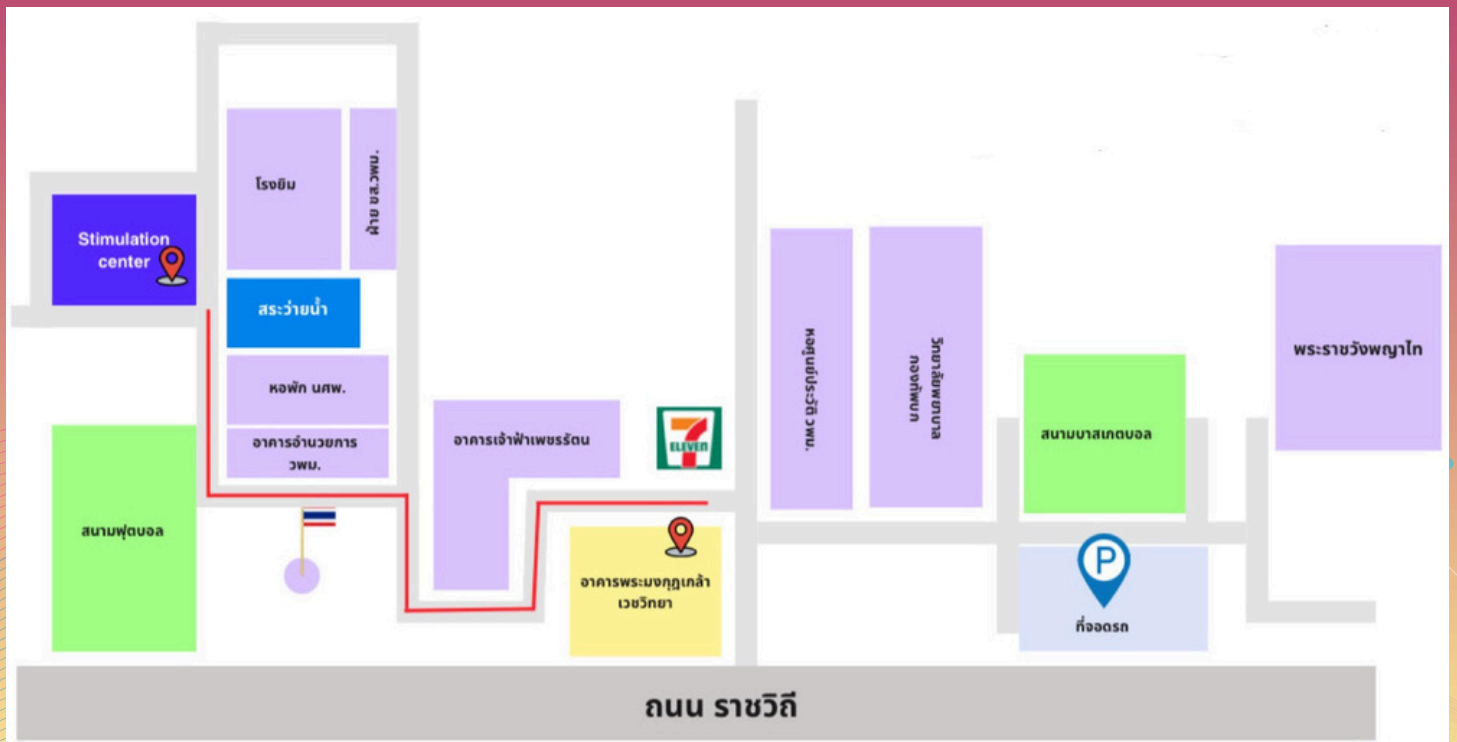 โรงยิม
ฝ่าย ขส.วพม.
Stimulation
center
สระว่ายน้ำ
หอพัก นศพ.
อาคารอำนวยการ
วพม.
สนามฟุตบอล
อาคารเจ้าฟ้าเพชรรัตน
7
ELEVEN
อาคารพระมงกุฎเกล้า
เวชวิทยา
หอศูนย์ประวัติ วพม.
วิทยาลัยพยาบาล
กองทัพบก
สนามบาสเกตบอล
พระราชวังพญาไท
P
ที่จอดรถ
ถนน ราชวิถี